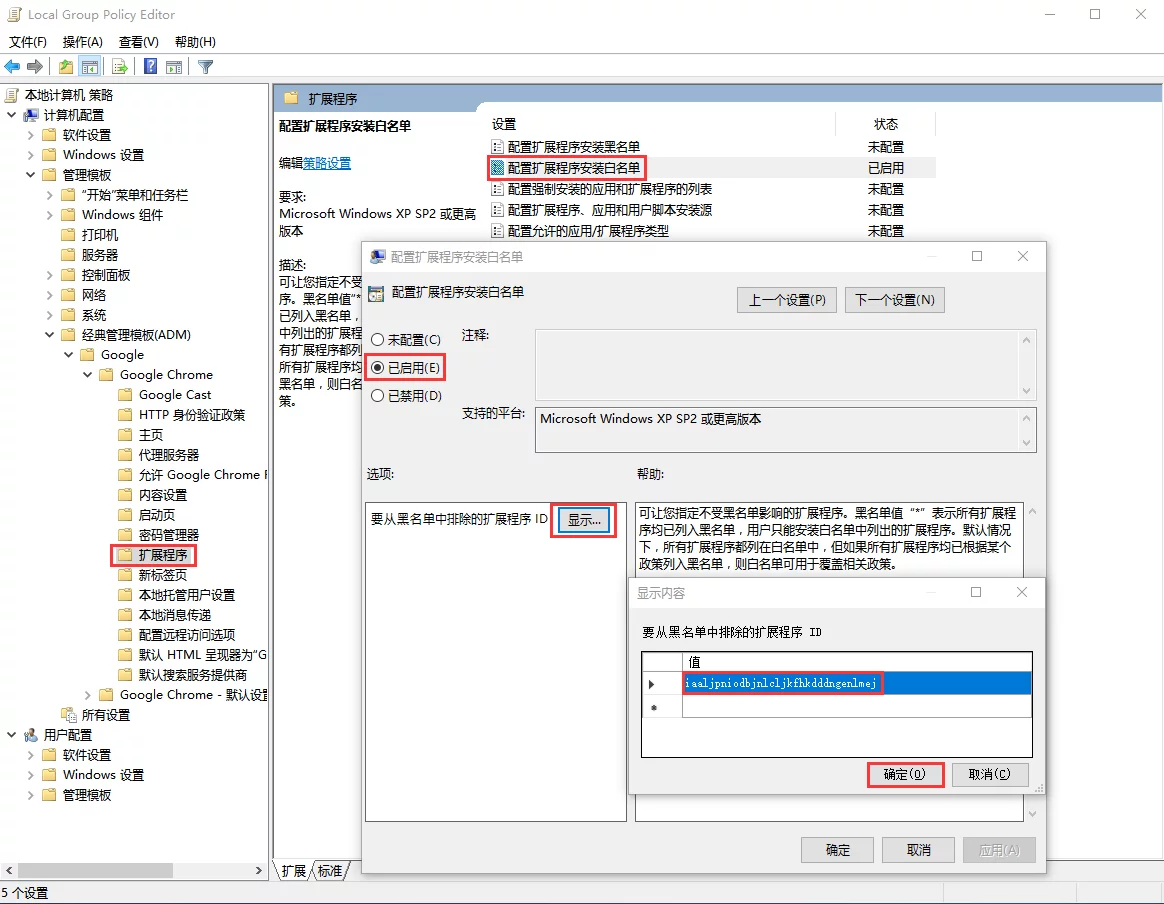 Local Group Policy Editor
文件(F) 操作(A) 查看(V) 帮助(H)
本地计算机 策略
计算机配置
软件设置
Windows 设置
管理模板
"开始"菜单和任务栏
Windows 组件
打印机
服务器
控制面板
网络
系统
经典管理模板(ADM)
Google
Google Chrome
Google Cast
HTTP 身份验证政策
主页
代理服务器
允许 Google Chrome F
内容设置
启动页
密码管理器
扩展程序
新标签页
本地托管用户设置
本地消息传递
配置远程访问选项
默认 HTML 呈现器为"G
默认搜索服务提供商
Google Chrome - 默认设置
所有设置
用户配置
软件设置
Windows 设置
管理模板
扩展程序
配置扩展程序安装白名单
编辑策略设置
要求:
Microsoft Windows XP SP2 或更高
版本
描述:
可让您指定不受
序。黑名单值"*
已列入黑名单，
中列出的扩展程
有扩展程序都列
所有扩展程序均
黑名单，则白名
策。
设置 状态
配置扩展程序安装黑名单 未配置
配置扩展程序安装白名单 已启用
配置强制安装的应用和扩展程序的列表 未配置
配置扩展程序、应用和用户脚本安装源 未配置
配置允许的应用/扩展程序类型 未配置
配置扩展程序安装白名单
配置扩展程序安装白名单
上一个设置(P) 下一个设置(N)
未配置(C) 注释:
已启用(E)
已禁用(D)
支持的平台: Microsoft Windows XP SP2 或更高版本
选项: 帮助:
要从黑名单中排除的扩展程序 ID 显示...
可让您指定不受黑名单影响的扩展程序。黑名单值 "*" 表示所有扩展程
序均已列入黑名单，用户只能安装白名单中列出的扩展程序。默认情况
下，所有扩展程序都列在白名单中，但如果所有扩展程序均已根据某个
政策列入黑名单，则白名单可用于覆盖相关政策。
显示内容
要从黑名单中排除的扩展程序 ID
值
iaaljpniodbjnlcljkfhkdddngenlmej
确定(O) 取消(C)
确定 取消 应用(A)
扩展 标准
5 个设置